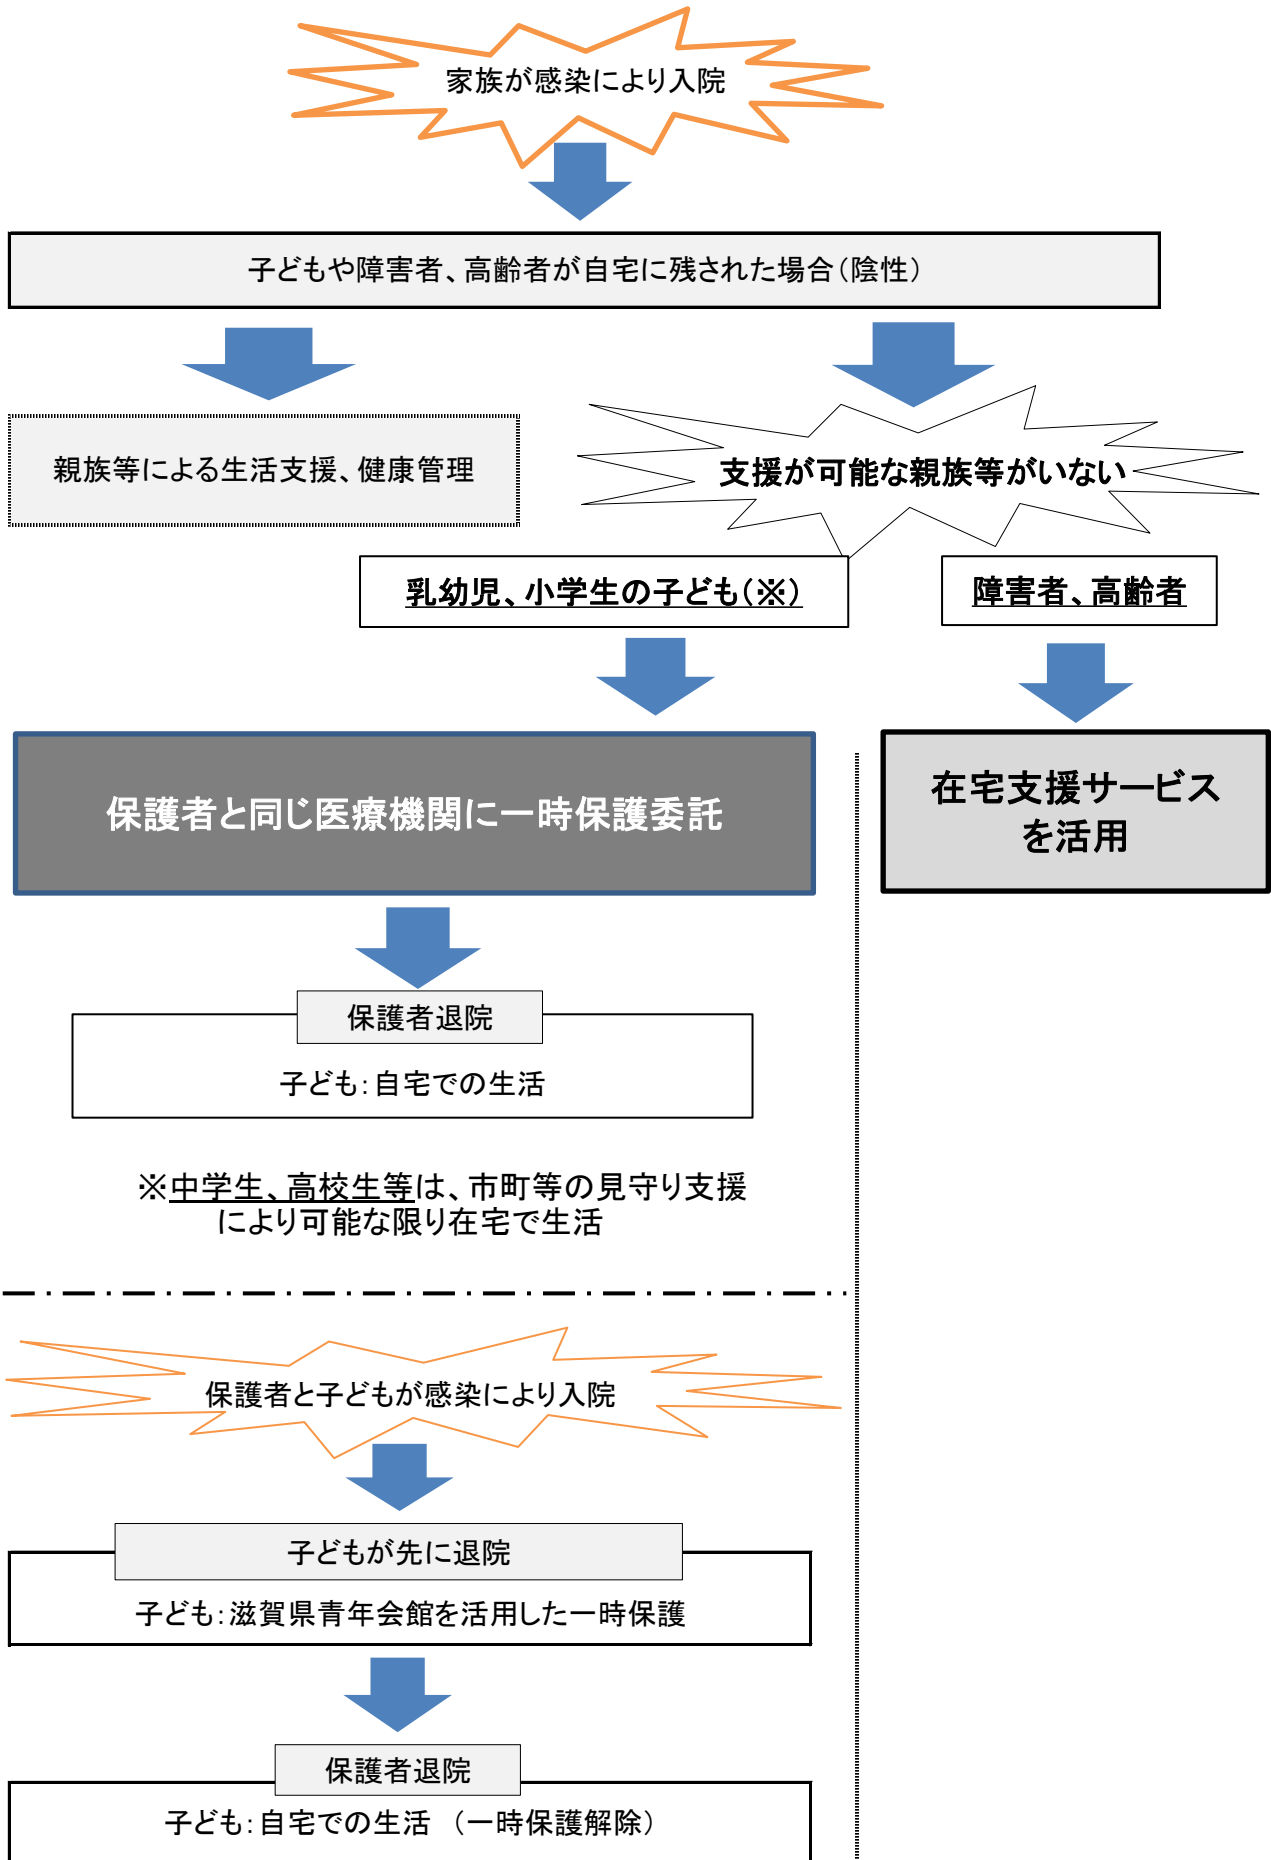 家族が感染により入院
子どもや障害者、高齢者が自宅に残された場合（陰性）
親族等による生活支援、健康管理
支援が可能な親族等がいない
乳幼児、小学生の子ども（※）
障害者、高齢者
保護者と同じ医療機関に一時保護委託
在宅支援サービス
を活用
保護者退院
子ども：自宅での生活
※中学生、高校生等は、市町等の見守り支援
により可能な限り在宅で生活
保護者と子どもが感染により入院
子どもが先に退院
子ども：滋賀県青年会館を活用した一時保護
保護者退院
子ども：自宅での生活　（一時保護解除）